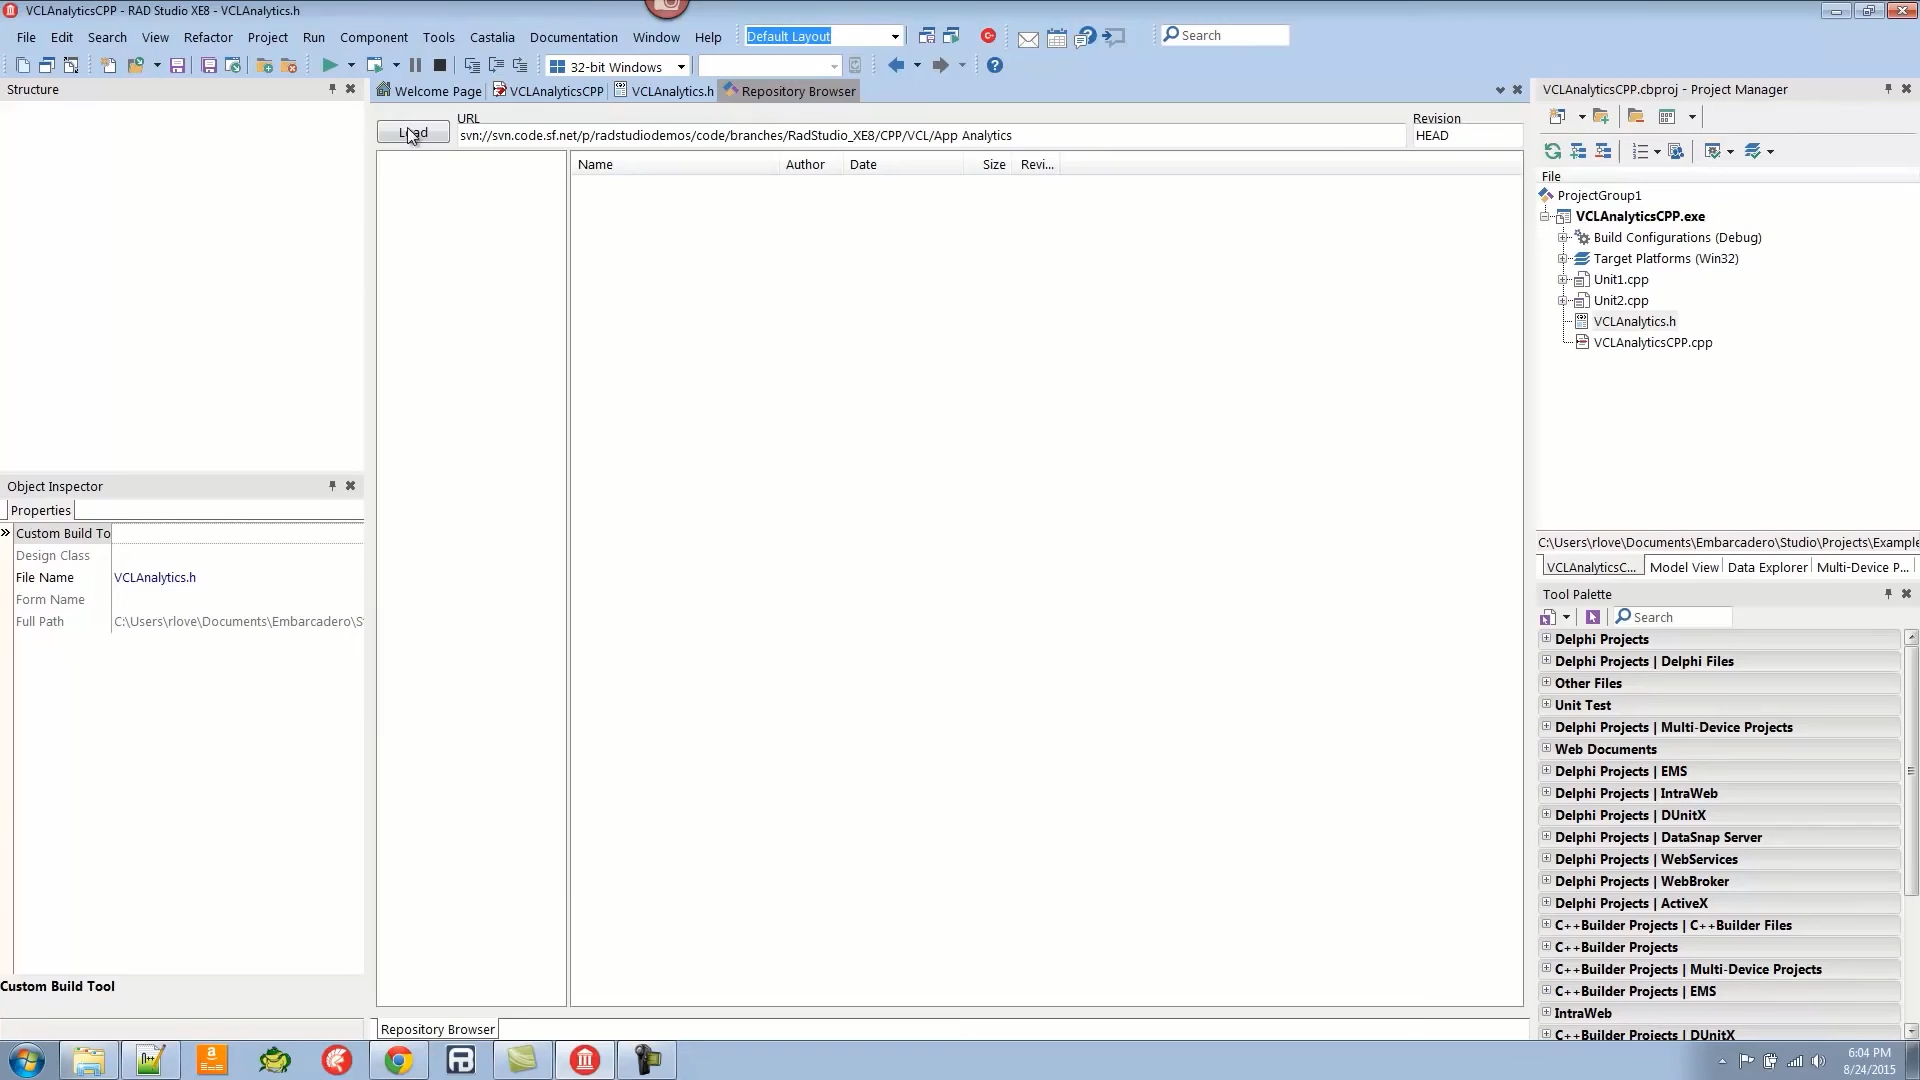 VCLAnalyticsCPP - RAD Studio XE8 - VCLAnalytics.h
File Edit Search View Refactor Project Run Component Tools Castalia Documentation Window Help
Default Layout
Search
32-bit Windows
Structure
Welcome Page
VCLAnalyticsCPP
VCLAnalytics.h
Repository Browser
Load
URL
svn://svn.code.sf.net/p/radstudiodemos/code/branches/RadStudio_XE8/CPP/VCL/App Analytics
Revision
HEAD
Name Author Date Size Revi...
Object Inspector
Properties
Custom Build To
Design Class
File Name VCLAnalytics.h
Form Name
Full Path C:\Users\rlove\Documents\Embarcadero\S
Custom Build Tool
Repository Browser
VCLAnalyticsCPP.cbproj - Project Manager
File
ProjectGroup1
VCLAnalyticsCPP.exe
Build Configurations (Debug)
Target Platforms (Win32)
Unit1.cpp
Unit2.cpp
VCLAnalytics.h
VCLAnalyticsCPP.cpp
C:\Users\rlove\Documents\Embarcadero\Studio\Projects\Example
VCLAnalyticsC... Model View Data Explorer Multi-Device P...
Tool Palette
Search
Delphi Projects
Delphi Projects | Delphi Files
Other Files
Unit Test
Delphi Projects | Multi-Device Projects
Web Documents
Delphi Projects | EMS
Delphi Projects | IntraWeb
Delphi Projects | DUnitX
Delphi Projects | DataSnap Server
Delphi Projects | WebServices
Delphi Projects | WebBroker
Delphi Projects | ActiveX
C++Builder Projects | C++Builder Files
C++Builder Projects
C++Builder Projects | Multi-Device Projects
C++Builder Projects | EMS
IntraWeb
C++Builder Projects | DUnitX
6:04 PM
8/24/2015